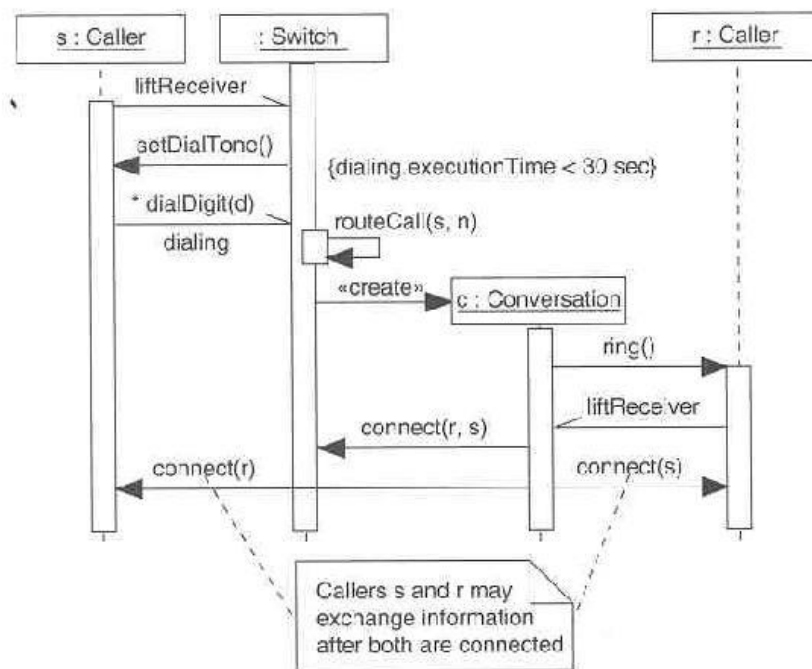 s : Caller
: Switch
r : Caller
liftReceiver
setDialTone()
{dialing.executionTime < 30 sec}
* dialDigit(d)
routeCall(s, n)
dialing
«create»
c : Conversation
ring()
liftReceiver
connect(r, s)
connect(r)
connect(s)
Callers s and r may
exchange information
after both are connected